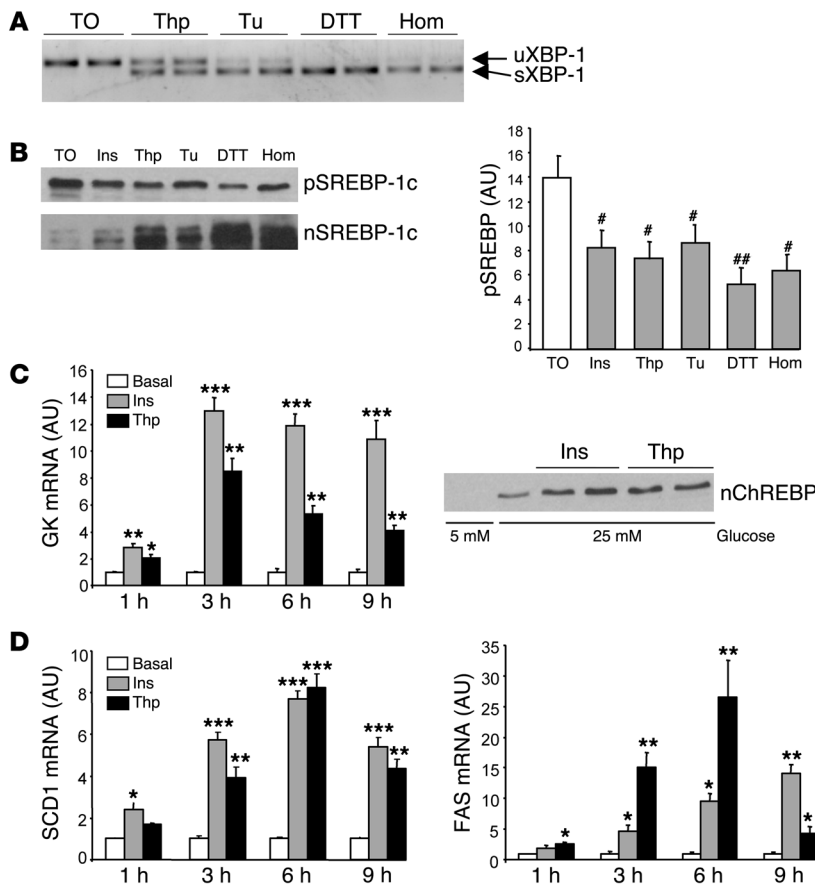 A
TO Thp Tu DTT Hom
uXBP-1
sXBP-1
B
TO Ins Thp Tu DTT Hom
pSREBP-1c
nSREBP-1c
pSREBP (AU)
18
16
14
12
10
8
6
4
2
0
# # # ## #
TO Ins Thp Tu DTT Hom
C
GK mRNA (AU)
16
14
12
10
8
6
4
2
0
Basal
Ins
Thp
** * *** ** *** ** *** **
1 h 3 h 6 h 9 h
Ins Thp
nChREBP
5 mM 25 mM Glucose
D
SCD1 mRNA (AU)
10
8
6
4
2
0
Basal
Ins
Thp
* *** ** *** *** *** **
1 h 3 h 6 h 9 h
FAS mRNA (AU)
35
30
25
20
15
10
5
0
* * ** * ** ** *
1 h 3 h 6 h 9 h